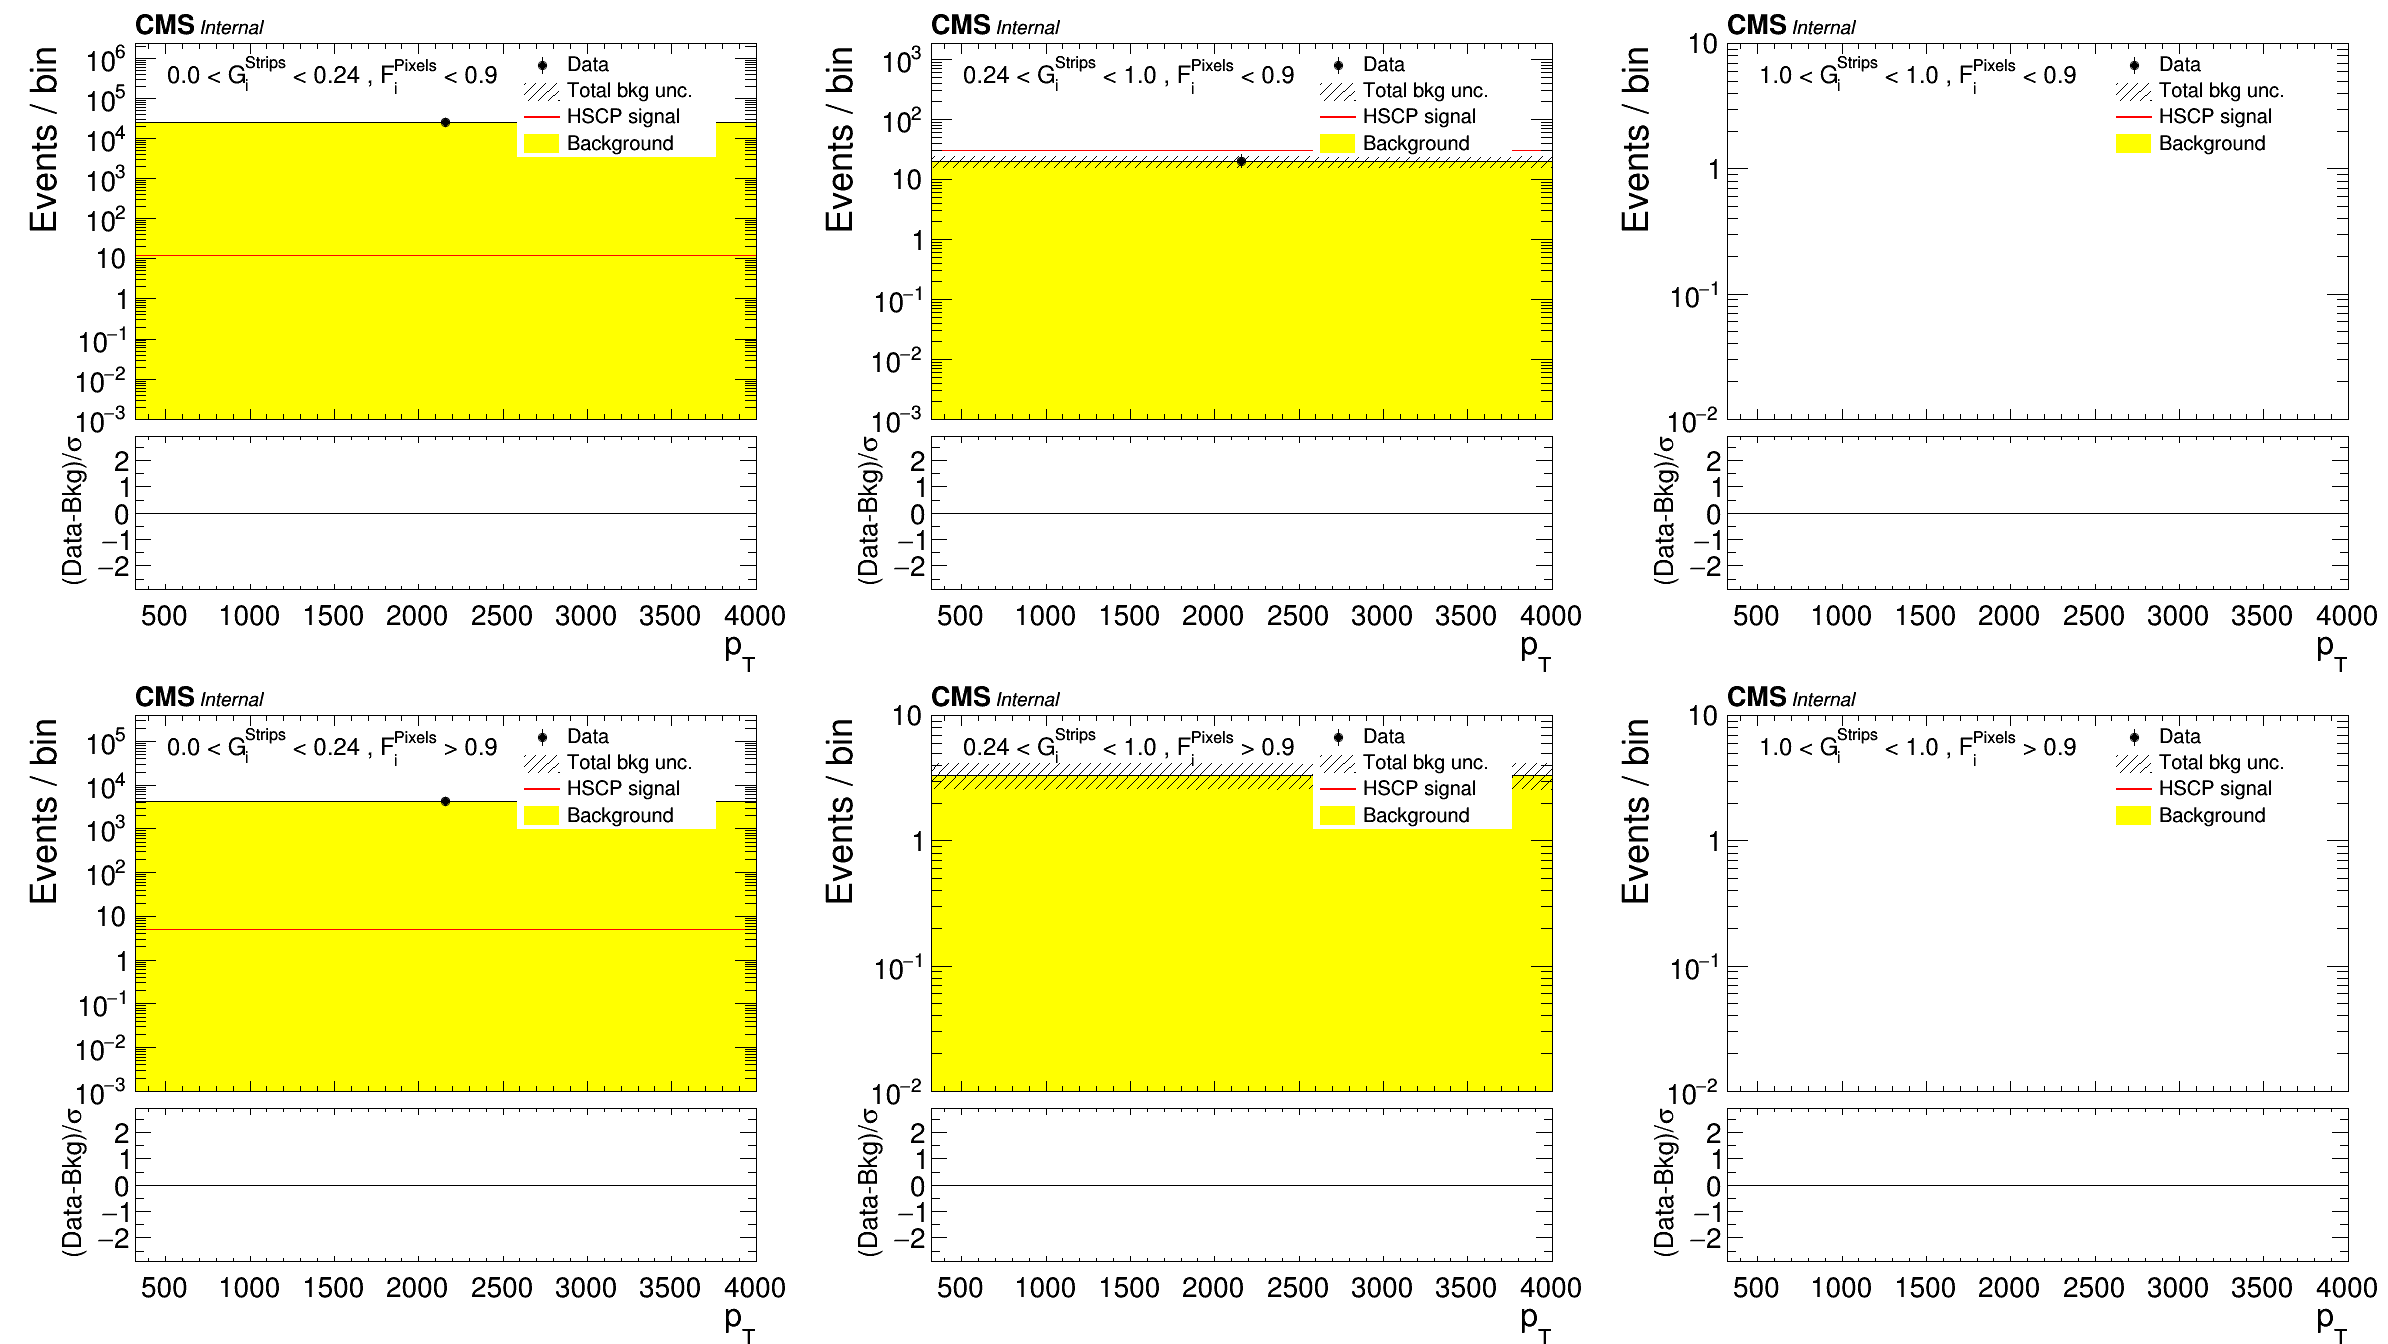 CMS Internal
Events / bin
10^6
10^5
10^4
10^3
10^2
10
1
10^−1
10^−2
10^−3
0.0 < G_i^Strips < 0.24 , F_i^Pixels < 0.9
Data
Total bkg unc.
HSCP signal
Background
(Data-Bkg)/σ
2
1
0
−1
−2
500 1000 1500 2000 2500 3000 3500 4000
p_T
CMS Internal
Events / bin
10^3
10^2
10
1
10^−1
10^−2
10^−3
0.24 < G_i^Strips < 1.0 , F_i^Pixels < 0.9
Data
Total bkg unc.
HSCP signal
Background
(Data-Bkg)/σ
2
1
0
−1
−2
500 1000 1500 2000 2500 3000 3500 4000
p_T
CMS Internal
Events / bin
10
1
10^−1
10^−2
1.0 < G_i^Strips < 1.0 , F_i^Pixels < 0.9
Data
Total bkg unc.
HSCP signal
Background
(Data-Bkg)/σ
2
1
0
−1
−2
500 1000 1500 2000 2500 3000 3500 4000
p_T
CMS Internal
Events / bin
10^5
10^4
10^3
10^2
10
1
10^−1
10^−2
10^−3
0.0 < G_i^Strips < 0.24 , F_i^Pixels > 0.9
Data
Total bkg unc.
HSCP signal
Background
(Data-Bkg)/σ
2
1
0
−1
−2
500 1000 1500 2000 2500 3000 3500 4000
p_T
CMS Internal
Events / bin
10
1
10^−1
10^−2
0.24 < G_i^Strips < 1.0 , F_i^Pixels > 0.9
Data
Total bkg unc.
HSCP signal
Background
(Data-Bkg)/σ
2
1
0
−1
−2
500 1000 1500 2000 2500 3000 3500 4000
p_T
CMS Internal
Events / bin
10
1
10^−1
10^−2
1.0 < G_i^Strips < 1.0 , F_i^Pixels > 0.9
Data
Total bkg unc.
HSCP signal
Background
(Data-Bkg)/σ
2
1
0
−1
−2
500 1000 1500 2000 2500 3000 3500 4000
p_T